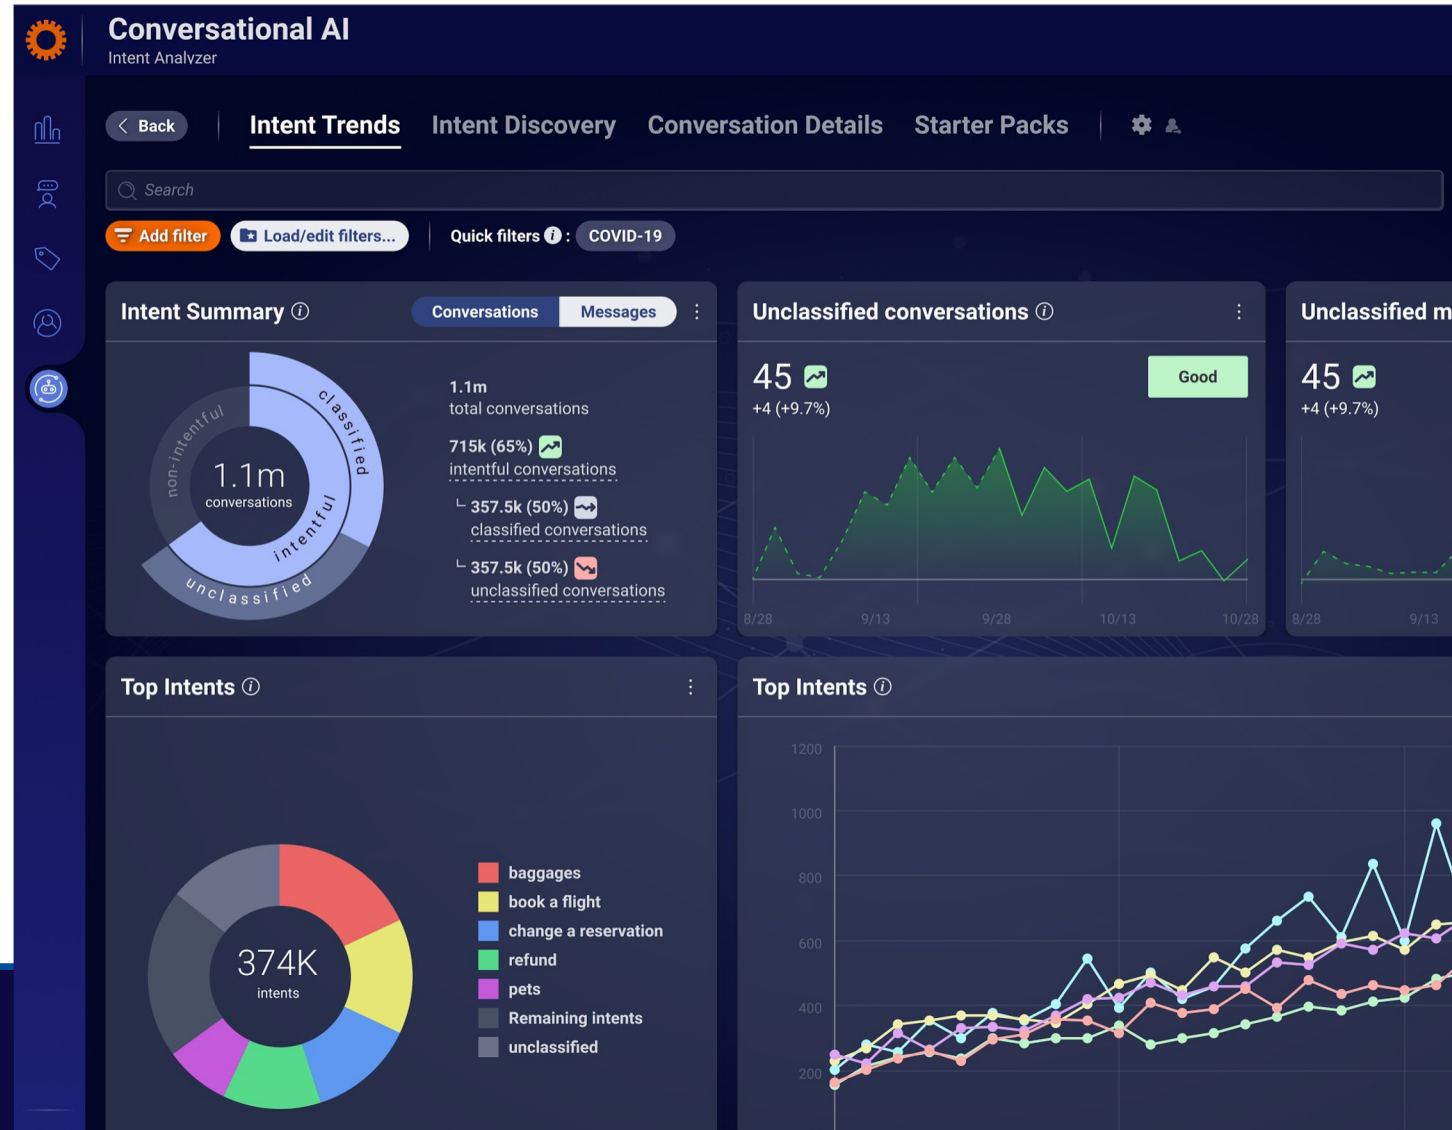 Conversational AI
Intent Analyzer
Back
Intent Trends
Intent Discovery
Conversation Details
Starter Packs
Search
Add filter
Load/edit filters...
Quick filters i :
COVID-19
Intent Summary i
Conversations
Messages
non-intentful
classified
intentful
unclassified
1.1m
conversations
1.1m
total conversations
715k (65%)
intentful conversations
357.5k (50%)
classified conversations
357.5k (50%)
unclassified conversations
Unclassified conversations i
45
+4 (+9.7%)
Good
8/28 9/13 9/28 10/13 10/28
Unclassified m
45
+4 (+9.7%)
8/28 9/13
Top Intents i
374K
intents
baggages
book a flight
change a reservation
refund
pets
Remaining intents
unclassified
Top Intents i
1200
1000
800
600
400
200